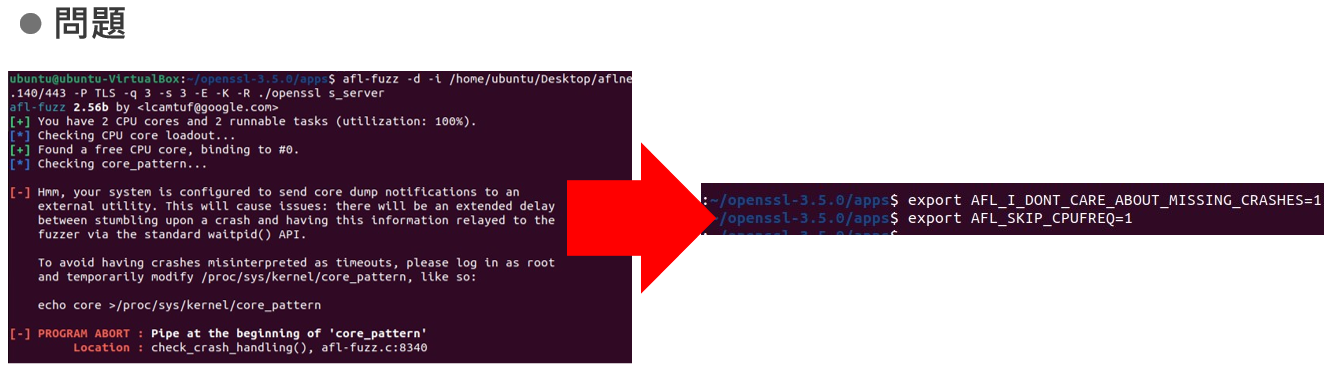 ● 問題
ubuntu@ubuntu-VirtualBox:~/openssl-3.5.0/apps$ afl-fuzz -d -i /home/ubuntu/Desktop/aflne
.140/443 -P TLS -q 3 -s 3 -E -K -R ./openssl s_server
afl-fuzz 2.56b by <lcamtuf@google.com>
[+] You have 2 CPU cores and 2 runnable tasks (utilization: 100%).
[*] Checking CPU core loadout...
[+] Found a free CPU core, binding to #0.
[*] Checking core_pattern...
[-] Hmm, your system is configured to send core dump notifications to an
external utility. This will cause issues: there will be an extended delay
between stumbling upon a crash and having this information relayed to the
fuzzer via the standard waitpid() API.
To avoid having crashes misinterpreted as timeouts, please log in as root
and temporarily modify /proc/sys/kernel/core_pattern, like so:
echo core >/proc/sys/kernel/core_pattern
[-] PROGRAM ABORT : Pipe at the beginning of 'core_pattern'
Location : check_crash_handling(), afl-fuzz.c:8340
:~/openssl-3.5.0/apps$ export AFL_I_DONT_CARE_ABOUT_MISSING_CRASHES=1
~/openssl-3.5.0/apps$ export AFL_SKIP_CPUFREQ=1